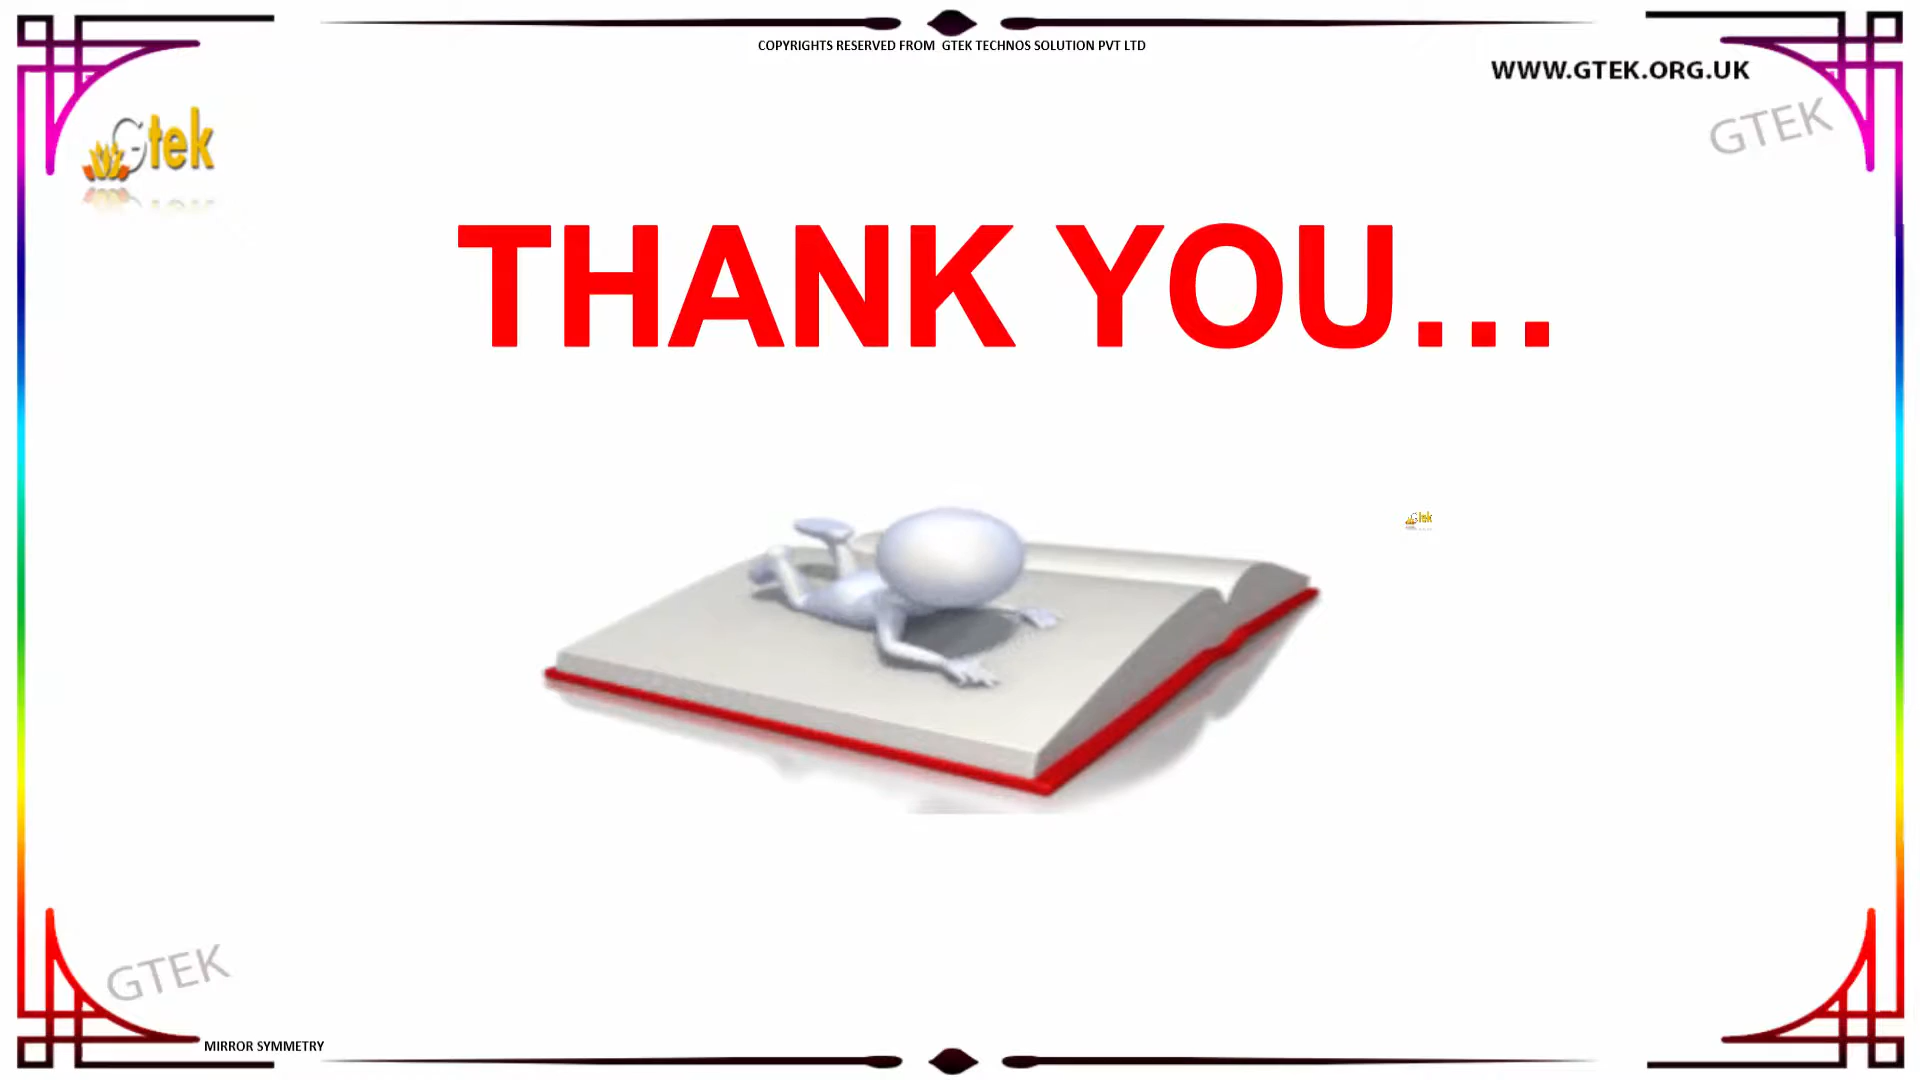 COPYRIGHTS RESERVED FROM GTEK TECHNOS SOLUTION PVT LTD
WWW.GTEK.ORG.UK
GTEK
Gtek
THANK YOU...
Gtek
GTEK
MIRROR SYMMETRY